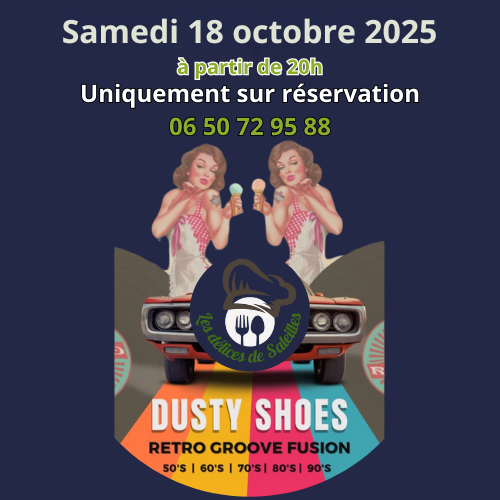 Samedi 18 octobre 2025
à partir de 20h
Uniquement sur réservation
06 50 72 95 88
Les délices de Saleilles
DUSTY SHOES
RETRO GROOVE FUSION
50'S | 60'S | 70'S | 80'S | 90'S